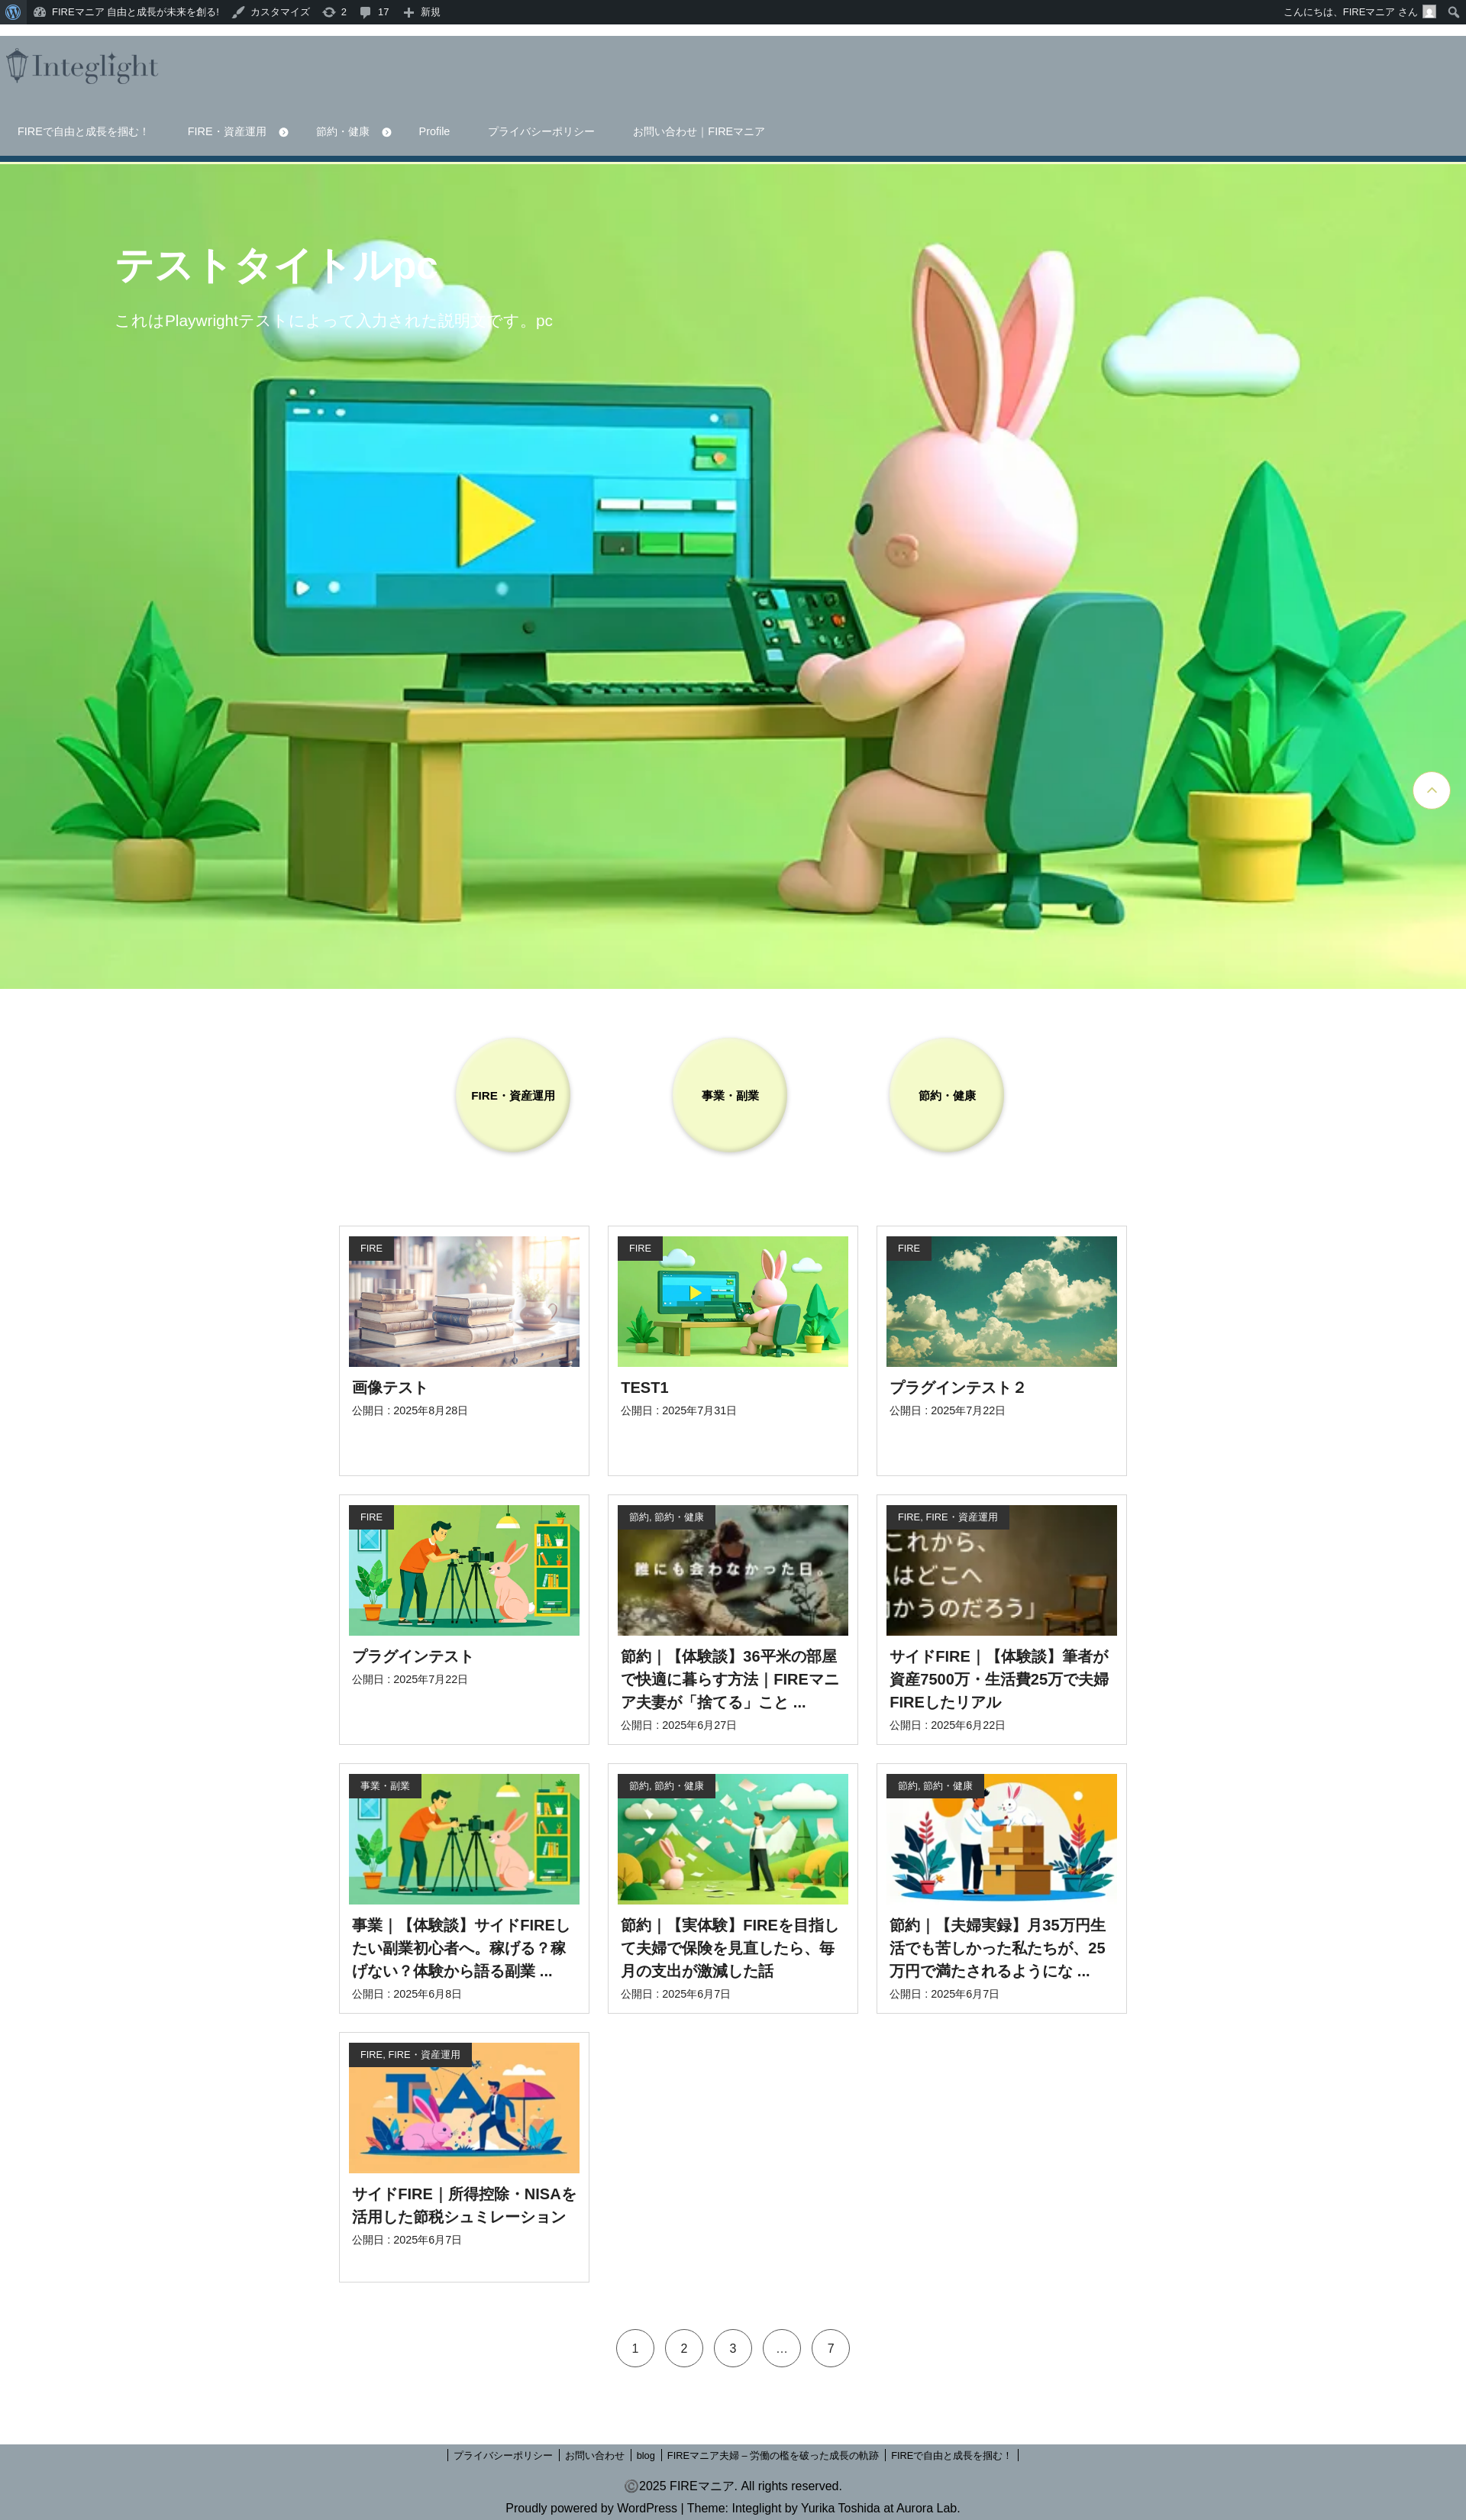 FIREマニア 自由と成長が未来を創る! カスタマイズ 2 17 新規 こんにちは、FIREマニア さん
Integlight
FIREで自由と成長を掴む！ FIRE・資産運用 節約・健康 Profile プライバシーポリシー お問い合わせ｜FIREマニア
テストタイトルpc
これはPlaywrightテストによって入力された説明文です。pc
FIRE・資産運用 事業・副業 節約・健康
FIRE
画像テスト
公開日 : 2025年8月28日
FIRE
TEST1
公開日 : 2025年7月31日
FIRE
プラグインテスト２
公開日 : 2025年7月22日
FIRE
プラグインテスト
公開日 : 2025年7月22日
節約, 節約・健康
誰にも会わなかった日。
節約｜【体験談】36平米の部屋
で快適に暮らす方法｜FIREマニ
ア夫妻が「捨てる」こと ...
公開日 : 2025年6月27日
FIRE, FIRE・資産運用
これから、
はどこへ
向かうのだろう」
サイドFIRE｜【体験談】筆者が
資産7500万・生活費25万で夫婦
FIREしたリアル
公開日 : 2025年6月22日
事業・副業
事業｜【体験談】サイドFIREし
たい副業初心者へ。稼げる？稼
げない？体験から語る副業 ...
公開日 : 2025年6月8日
節約, 節約・健康
節約｜【実体験】FIREを目指し
て夫婦で保険を見直したら、毎
月の支出が激減した話
公開日 : 2025年6月7日
節約, 節約・健康
節約｜【夫婦実録】月35万円生
活でも苦しかった私たちが、25
万円で満たされるようにな ...
公開日 : 2025年6月7日
FIRE, FIRE・資産運用
サイドFIRE｜所得控除・NISAを
活用した節税シュミレーション
公開日 : 2025年6月7日
1 2 3 … 7
プライバシーポリシー お問い合わせ blog FIREマニア夫婦 – 労働の檻を破った成長の軌跡 FIREで自由と成長を掴む！
©2025 FIREマニア. All rights reserved.
Proudly powered by WordPress | Theme: Integlight by Yurika Toshida at Aurora Lab.